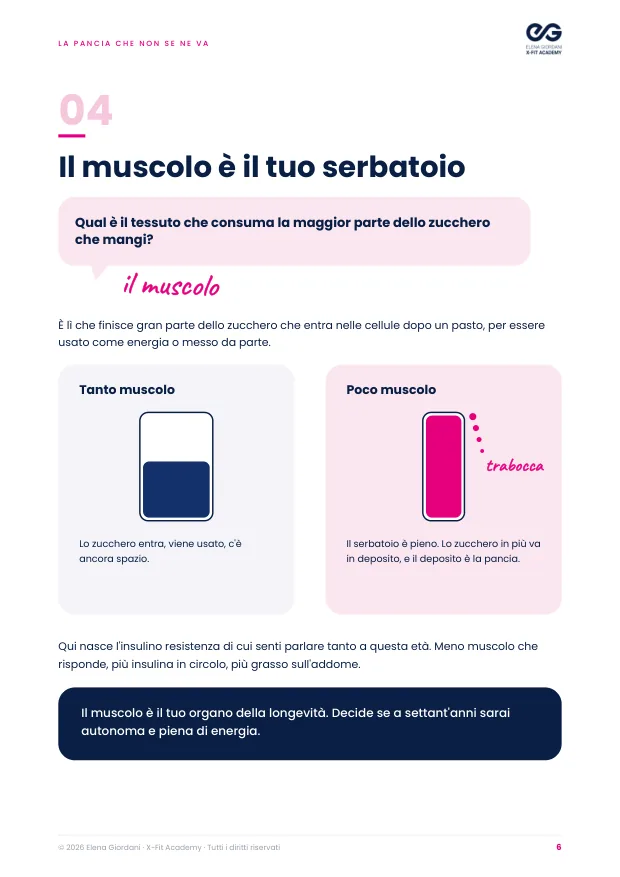 LA PANCIA CHE NON SE NE VA
ELENA GIORDANI
X-FIT ACADEMY
04
Il muscolo è il tuo serbatoio
Qual è il tessuto che consuma la maggior parte dello zucchero
che mangi?
il muscolo
È lì che finisce gran parte dello zucchero che entra nelle cellule dopo un pasto, per essere
usato come energia o messo da parte.
Tanto muscolo
Lo zucchero entra, viene usato, c'è
ancora spazio.
Poco muscolo
trabocca
Il serbatoio è pieno. Lo zucchero in più va
in deposito, e il deposito è la pancia.
Qui nasce l'insulino resistenza di cui senti parlare tanto a questa età. Meno muscolo che
risponde, più insulina in circolo, più grasso sull'addome.
Il muscolo è il tuo organo della longevità. Decide se a settant'anni sarai
autonoma e piena di energia.
© 2026 Elena Giordani · X-Fit Academy · Tutti i diritti riservati
6